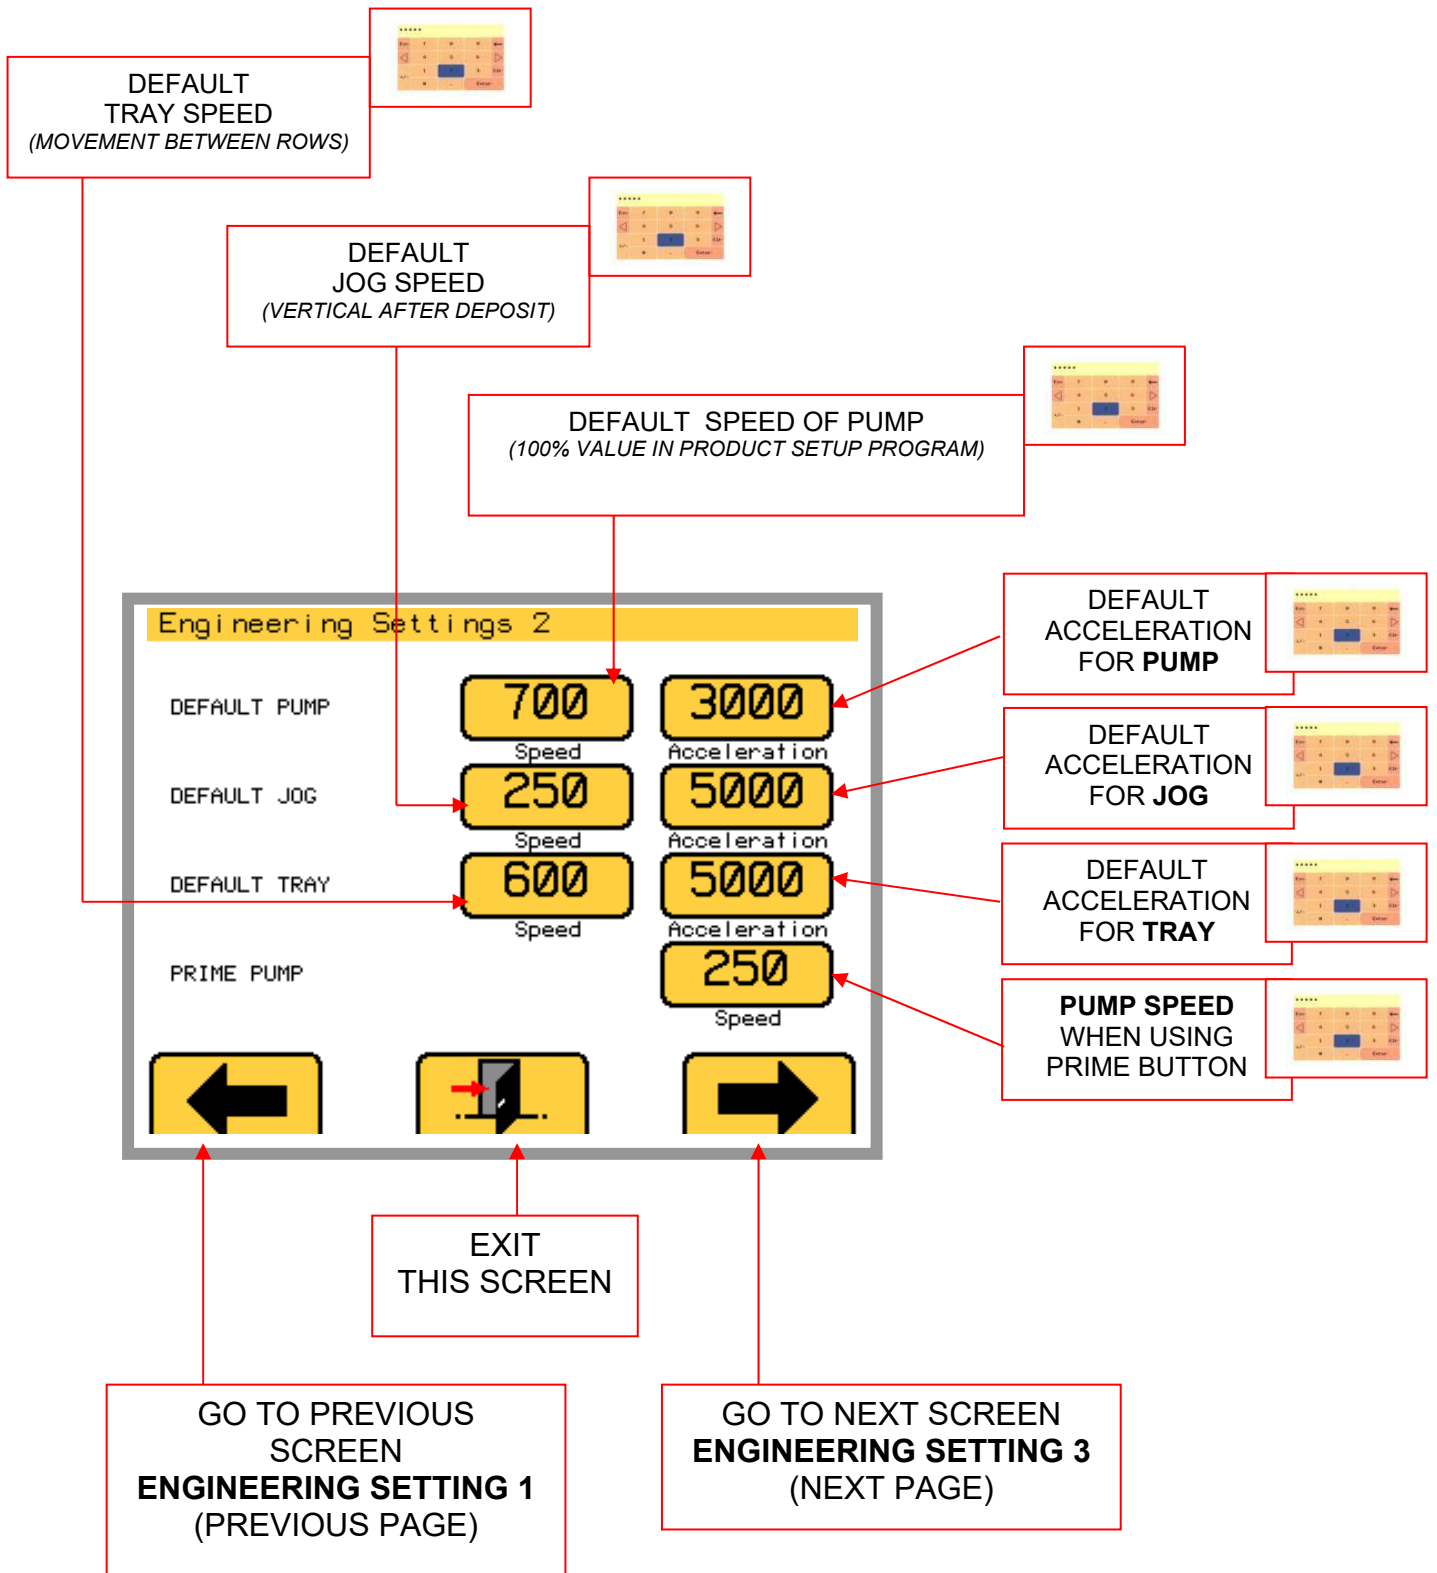 DEFAULT
TRAY SPEED
(MOVEMENT BETWEEN ROWS)
DEFAULT
JOG SPEED
(VERTICAL AFTER DEPOSIT)
DEFAULT SPEED OF PUMP
(100% VALUE IN PRODUCT SETUP PROGRAM)
Engineering Settings 2
DEFAULT PUMP
700
3000
Speed
Acceleration
DEFAULT JOG
250
5000
Speed
Acceleration
DEFAULT TRAY
600
5000
Speed
Acceleration
PRIME PUMP
250
Speed
DEFAULT
ACCELERATION
FOR PUMP
DEFAULT
ACCELERATION
FOR JOG
DEFAULT
ACCELERATION
FOR TRAY
PUMP SPEED
WHEN USING
PRIME BUTTON
EXIT
THIS SCREEN
GO TO PREVIOUS
SCREEN
ENGINEERING SETTING 1
(PREVIOUS PAGE)
GO TO NEXT SCREEN
ENGINEERING SETTING 3
(NEXT PAGE)